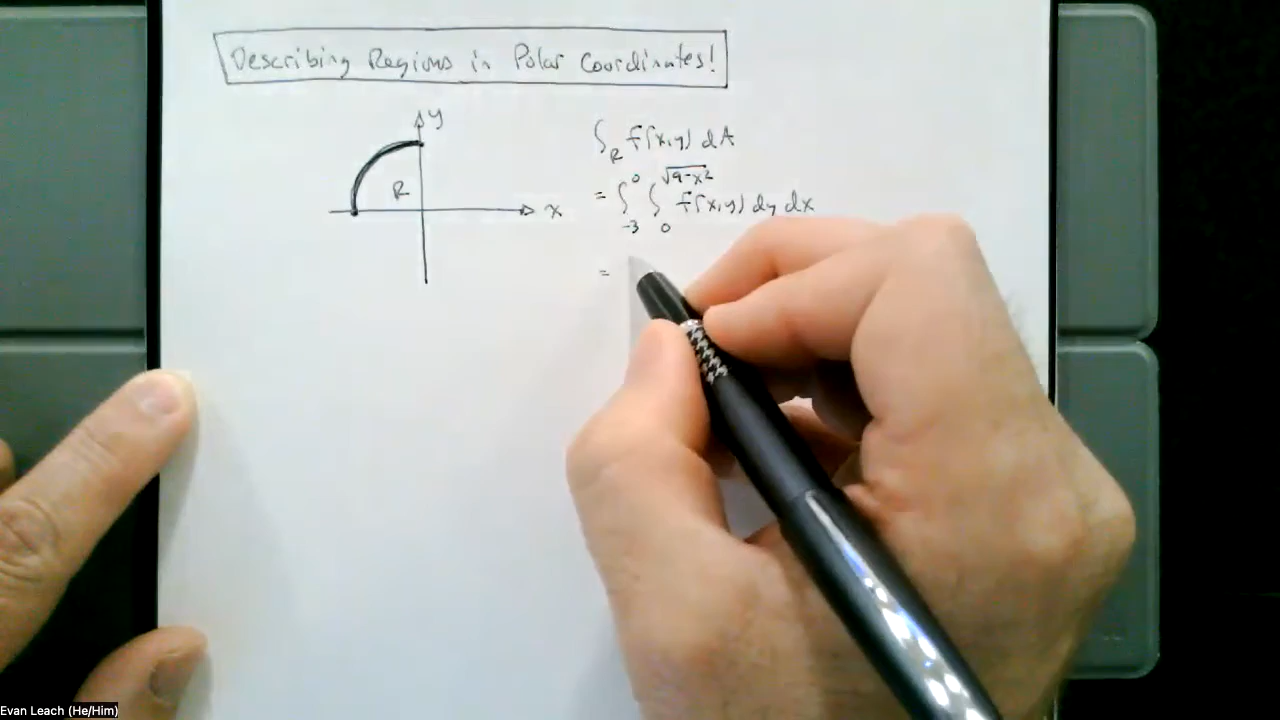 Describing Regions in Polar Coordinates!
y
R
x
∫_R f(x,y) dA
= ∫_{-3}^{0} ∫_{0}^{√(9-x²)} f(x,y) dy dx
=
Evan Leach (He/Him)